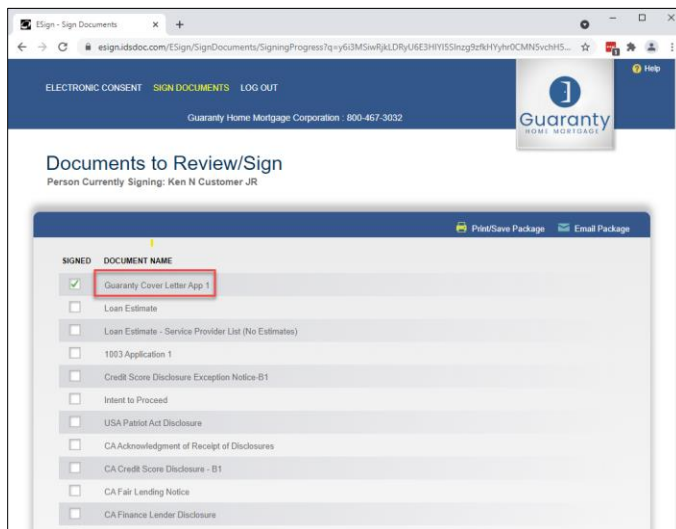 ESign - Sign Documents
esign.idsdoc.com/ESign/SignDocuments/SigningProgress?q=
Help
ELECTRONIC CONSENT SIGN DOCUMENTS LOG OUT
Guaranty Home Mortgage Corporation : 800-467-3032
Guaranty
HOME MORTGAGE
Documents to Review/Sign
Person Currently Signing: Ken N Customer JR
Print/Save Package Email Package
SIGNED DOCUMENT NAME
Guaranty Cover Letter App 1
Loan Estimate
Loan Estimate - Service Provider List (No Estimates)
1003 Application 1
Credit Score Disclosure Exception Notice-B1
Intent to Proceed
USA Patriot Act Disclosure
CA Acknowledgment of Receipt of Disclosures
CA Credit Score Disclosure - B1
CA Fair Lending Notice
CA Finance Lender Disclosure